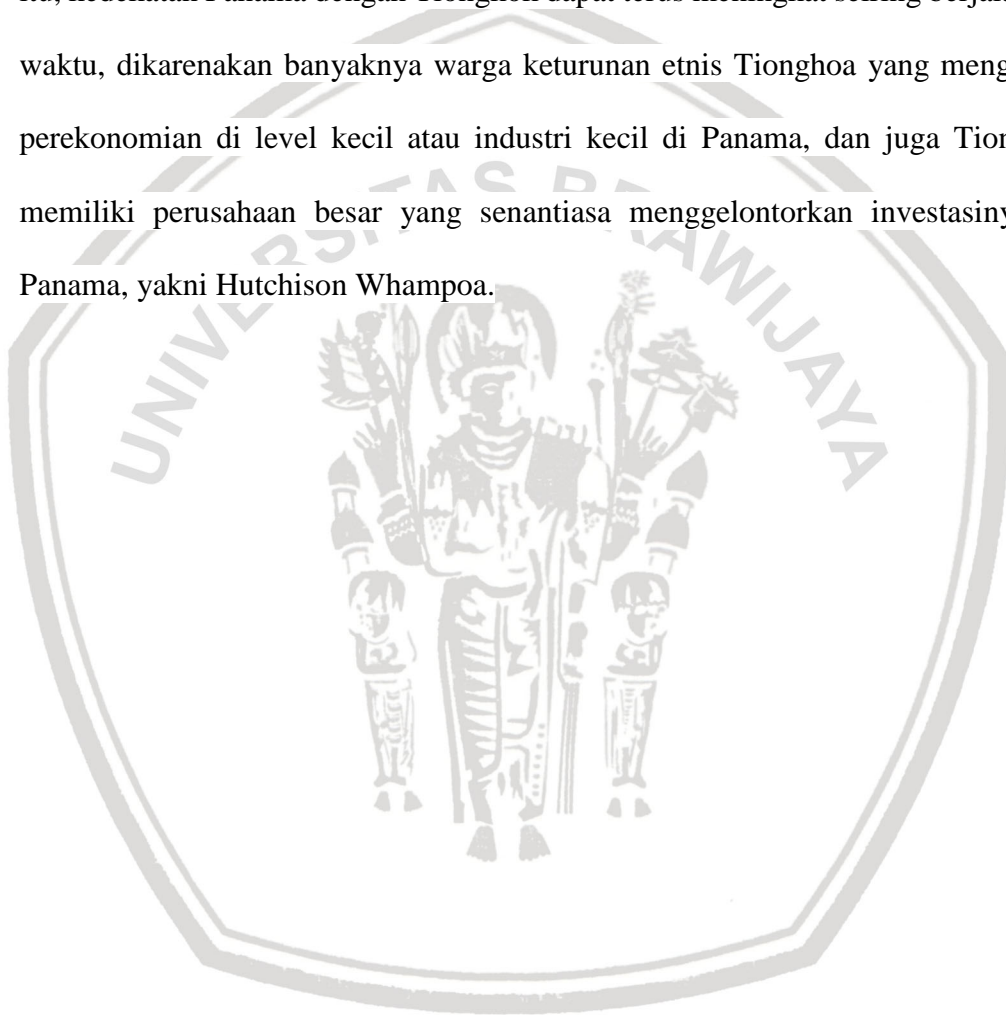 itu, kedekatan Panama dengan Tiongkok dapat terus meningkat seiring
waktu, dikarenakan banyaknya warga keturunan etnis Tionghoa yang meng
perekonomian di level kecil atau industri kecil di Panama, dan juga Tion
memiliki perusahaan besar yang senantiasa menggelontorkan investasiny
Panama, yakni Hutchison Whampoa.
UNIVERSITAS BRAWIJAYA